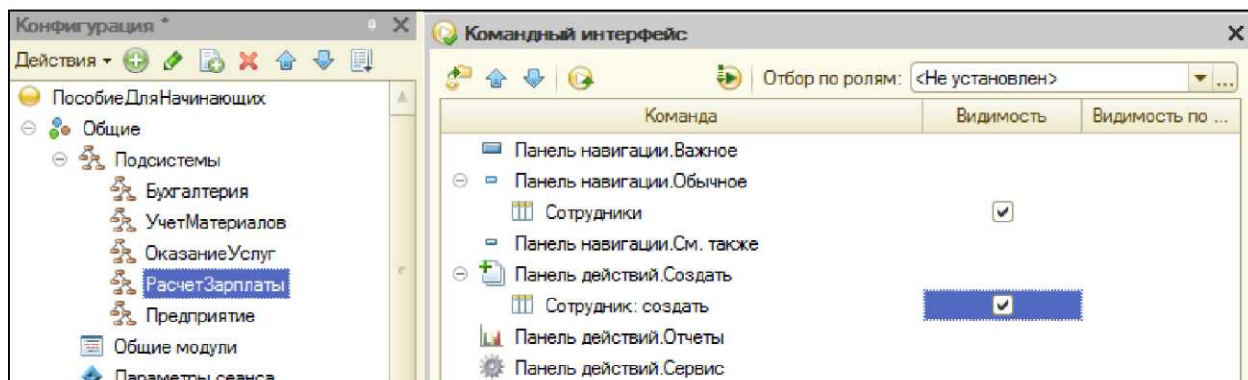 Конфигурация *
Действия
ПособиеДляНачинающих
Общие
Подсистемы
Бухгалтерия
УчетМатериалов
ОказаниеУслуг
РасчетЗарплаты
Предприятие
Общие модули
Параметры сеанса
Командный интерфейс
Отбор по ролям: <Не установлен> ...
Команда Видимость Видимость по ...
Панель навигации.Важное
Панель навигации.Обычное
Сотрудники
Панель навигации.См. также
Панель действий.Создать
Сотрудник: создать
Панель действий.Отчеты
Панель действий.Сервис